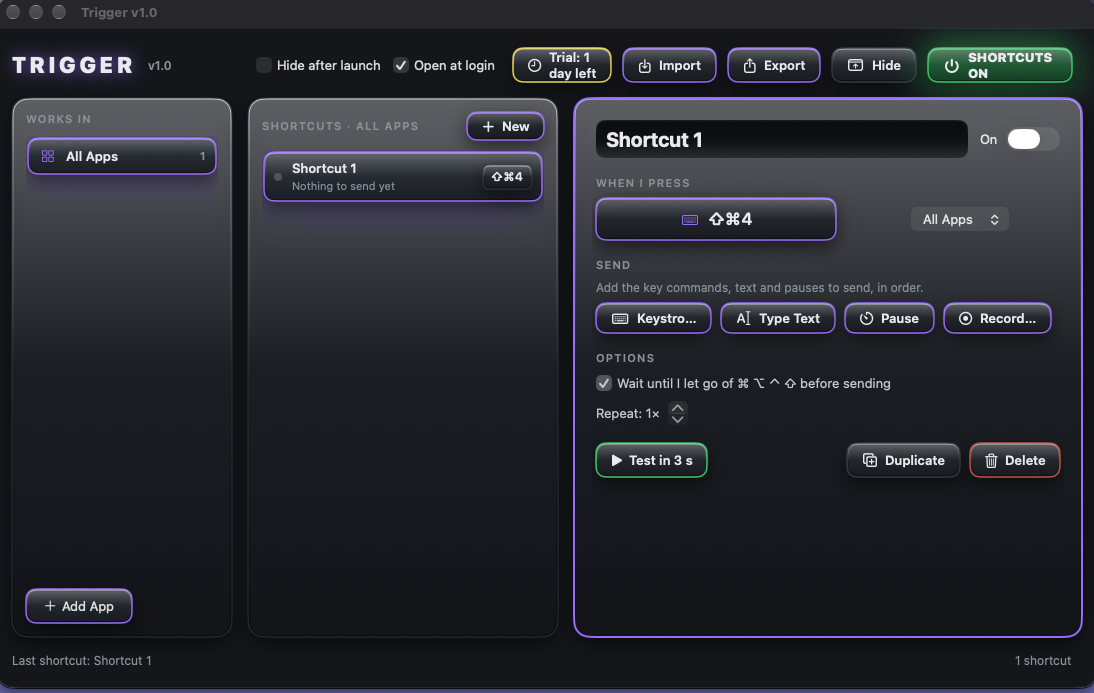 Trigger v1.0
TRIGGER v1.0
Hide after launch
Open at login
Trial: 1
day left
Import
Export
Hide
SHORTCUTS
ON
WORKS IN
All Apps 1
+ Add App
SHORTCUTS · ALL APPS
+ New
Shortcut 1
Nothing to send yet
⇧⌘4
Shortcut 1
On
WHEN I PRESS
⇧⌘4
All Apps
SEND
Add the key commands, text and pauses to send, in order.
Keystro...
Type Text
Pause
Record...
OPTIONS
Wait until I let go of ⌘ ⌥ ^ ⇧ before sending
Repeat: 1×
Test in 3 s
Duplicate
Delete
Last shortcut: Shortcut 1
1 shortcut